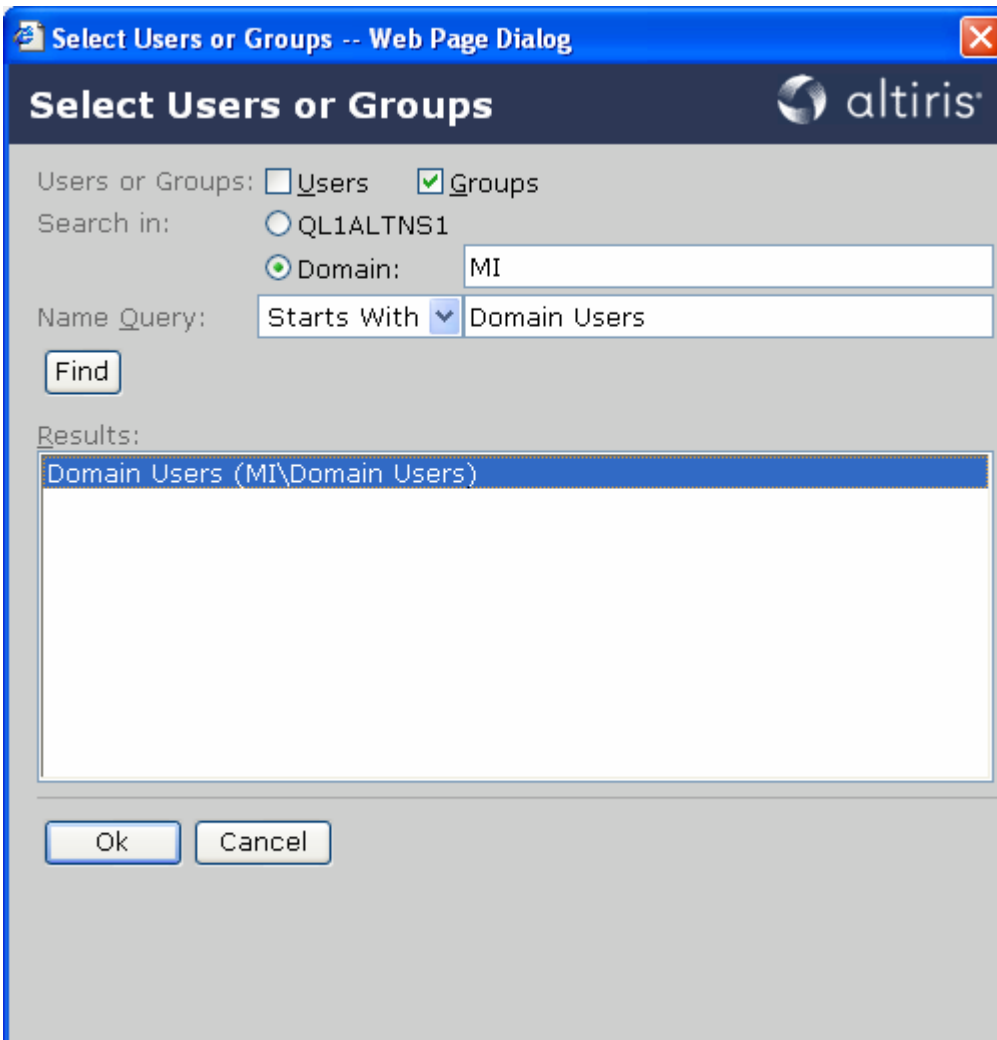 Select Users or Groups -- Web Page Dialog
Select Users or Groups altiris
Users or Groups: Users Groups
Search in: QL1ALTNS1
Domain: MI
Name Query: Starts With Domain Users
Find
Results:
Domain Users (MI\Domain Users)
Ok Cancel